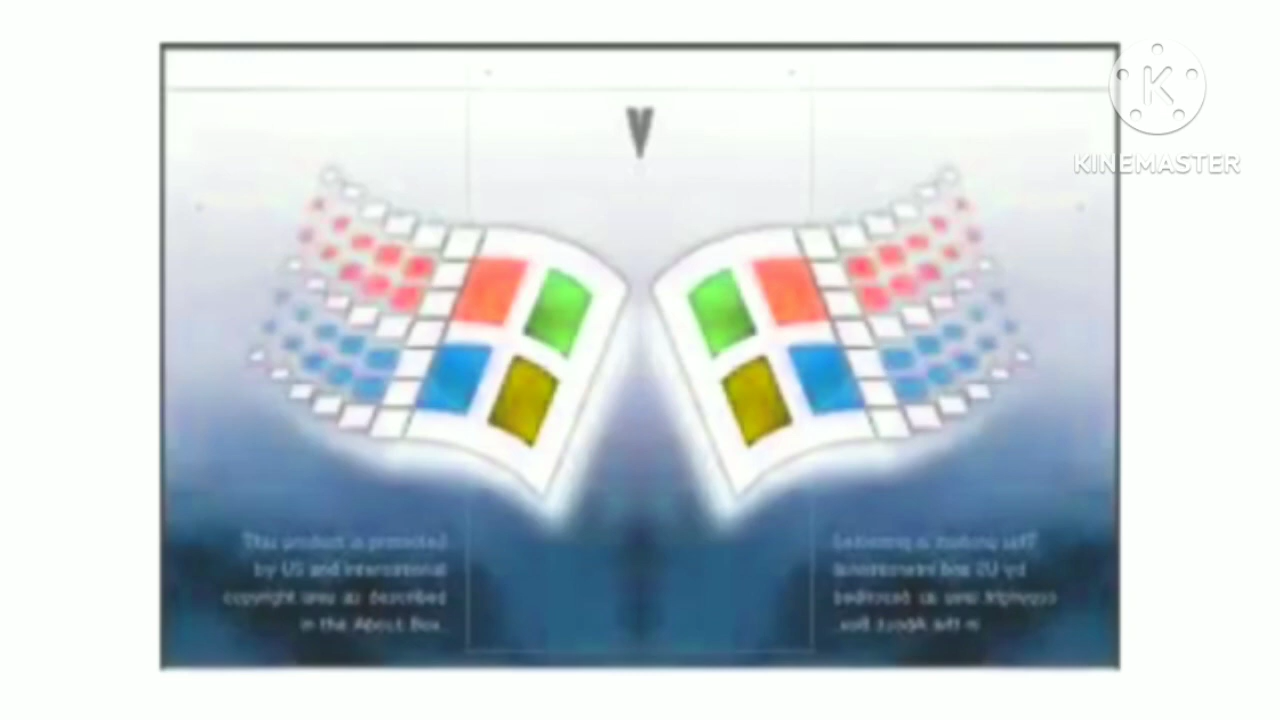 KINEMASTER
This product is protected
by US and international
copyright laws as described
in the About Box.